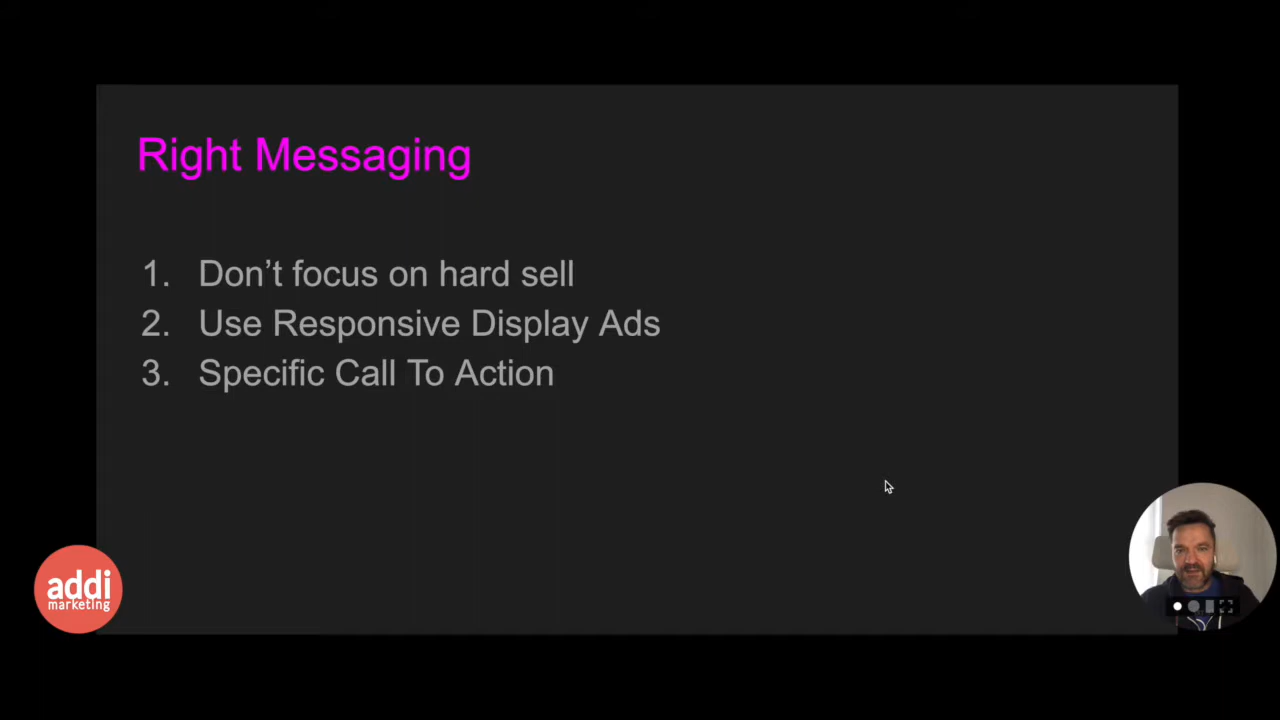 Right Messaging
1. Don’t focus on hard sell
2. Use Responsive Display Ads
3. Specific Call To Action
addi
marketing